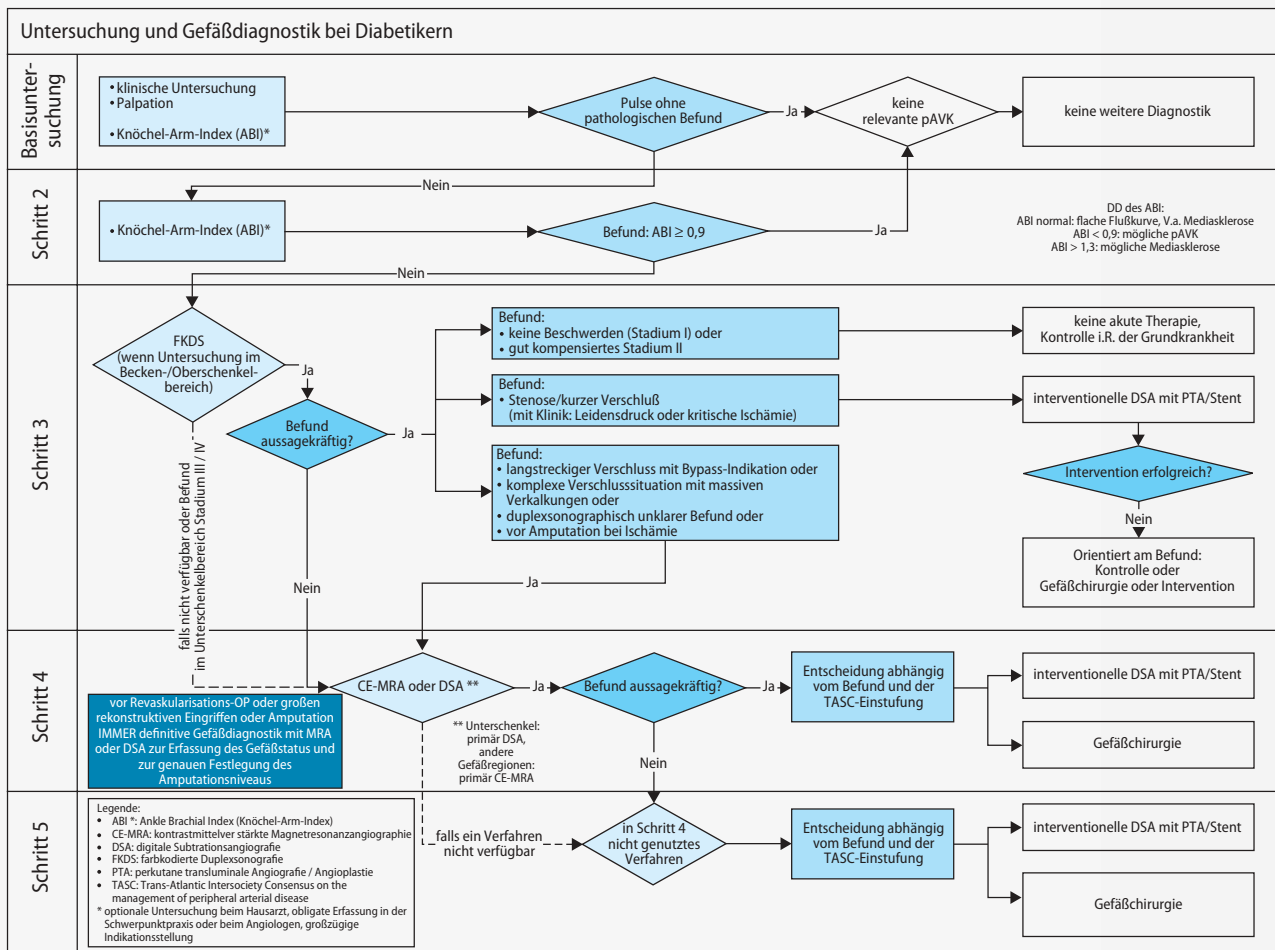 Untersuchung und Gefäßdiagnostik bei Diabetikern
Basisunter-
suchung
• klinische Untersuchung
• Palpation
• Knöchel-Arm-Index (ABI)*
Pulse ohne
pathologischen Befund
Ja
keine
relevante pAVK
keine weitere Diagnostik
Nein
Schritt 2
• Knöchel-Arm-Index (ABI)*
Befund: ABI ≥ 0,9
Ja
DD des ABI:
ABI normal: flache Flußkurve, V.a. Mediasklerose
ABI < 0,9: mögliche pAVK
ABI > 1,3: mögliche Mediasklerose
Nein
Schritt 3
FKDS
(wenn Untersuchung im
Becken-/Oberschenkel-
bereich)
Ja
Befund
aussagekräftig?
Ja
Befund:
• keine Beschwerden (Stadium I) oder
• gut kompensiertes Stadium II
keine akute Therapie,
Kontrolle i.R. der Grundkrankheit
Befund:
• Stenose/kurzer Verschluß
(mit Klinik: Leidensdruck oder kritische Ischämie)
interventionelle DSA mit PTA/Stent
Befund:
• langstreckiger Verschluss mit Bypass-Indikation oder
• komplexe Verschlusssituation mit massiven
Verkalkungen oder
• duplexsonographisch unklarer Befund oder
• vor Amputation bei Ischämie
Intervention erfolgreich?
Nein
Orientiert am Befund:
Kontrolle oder
Gefäßchirurgie oder Intervention
falls nicht verfügbar oder Befund
im Unterschenkelbereich Stadium III / IV
Nein
Ja
Schritt 4
CE-MRA oder DSA **
Ja
Befund aussagekräftig?
Ja
Entscheidung abhängig
vom Befund und der
TASC-Einstufung
interventionelle DSA mit PTA/Stent
Gefäßchirurgie
vor Revaskularisations-OP oder großen
rekonstruktiven Eingriffen oder Amputation
IMMER definitive Gefäßdiagnostik mit MRA
oder DSA zur Erfassung des Gefäßstatus und
zur genauen Festlegung des
Amputationsniveaus
** Unterschenkel:
primär DSA,
andere
Gefäßregionen:
primär CE-MRA
Nein
Schritt 5
Legende:
• ABI *: Ankle Brachial Index (Knöchel-Arm-Index)
• CE-MRA: kontrastmittelver stärkte Magnetresonanzangiographie
• DSA: digitale Subtrationsangiografie
• FKDS: farbkodierte Duplexsonografie
• PTA: perkutane transluminale Angiografie / Angioplastie
• TASC: Trans-Atlantic Intersociety Consensus on the
management of peripheral arterial disease
* optionale Untersuchung beim Hausarzt, obligate Erfassung in der
Schwerpunktpraxis oder beim Angiologen, großzügige
Indikationsstellung
falls ein Verfahren
nicht verfügbar
in Schritt 4
nicht genutztes
Verfahren
Entscheidung abhängig
vom Befund und der
TASC-Einstufung
interventionelle DSA mit PTA/Stent
Gefäßchirurgie